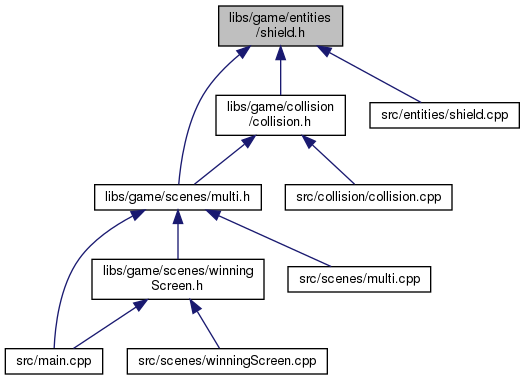 libs/game/entities
/shield.h
libs/game/collision
/collision.h
src/entities/shield.cpp
libs/game/scenes/multi.h
src/collision/collision.cpp
libs/game/scenes/winning
Screen.h
src/scenes/multi.cpp
src/main.cpp
src/scenes/winningScreen.cpp